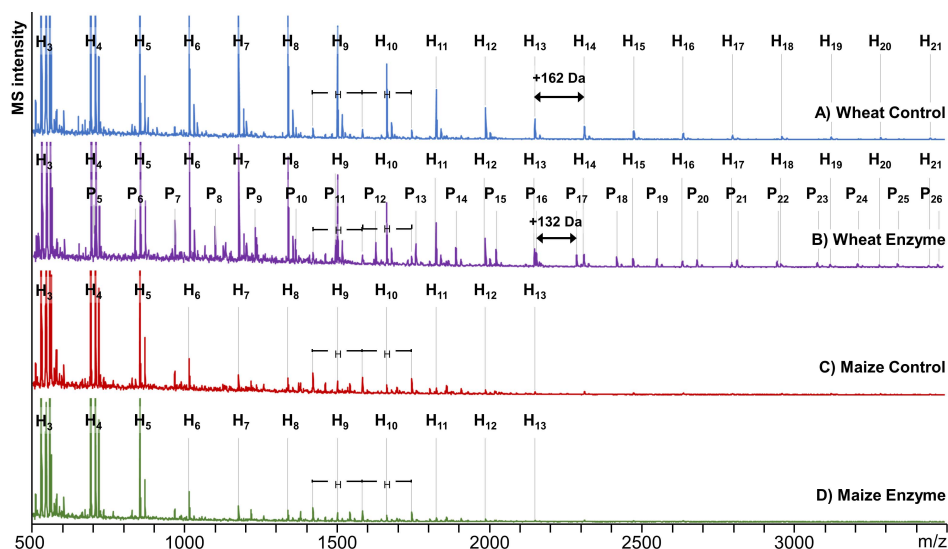 MS intensity
H3 H4 H5 H6 H7 H8 H9 H10 H11 H12 H13 H14 H15 H16 H17 H18 H19 H20 H21
+162 Da
H H
A) Wheat Control
H3 H4 H5 H6 H7 H8 H9 H10 H11 H12 H13 H14 H15 H16 H17 H18 H19 H20 H21
P5 P6 P7 P8 P9 P10 P11 P12 P13 P14 P15 P16 P17 P18 P19 P20 P21 P22 P23 P24 P25 P26
+132 Da
H H
B) Wheat Enzyme
H3 H4 H5 H6 H7 H8 H9 H10 H11 H12 H13
H H
C) Maize Control
H3 H4 H5 H6 H7 H8 H9 H10 H11 H12 H13
H H
D) Maize Enzyme
500 1000 1500 2000 2500 3000 m/z